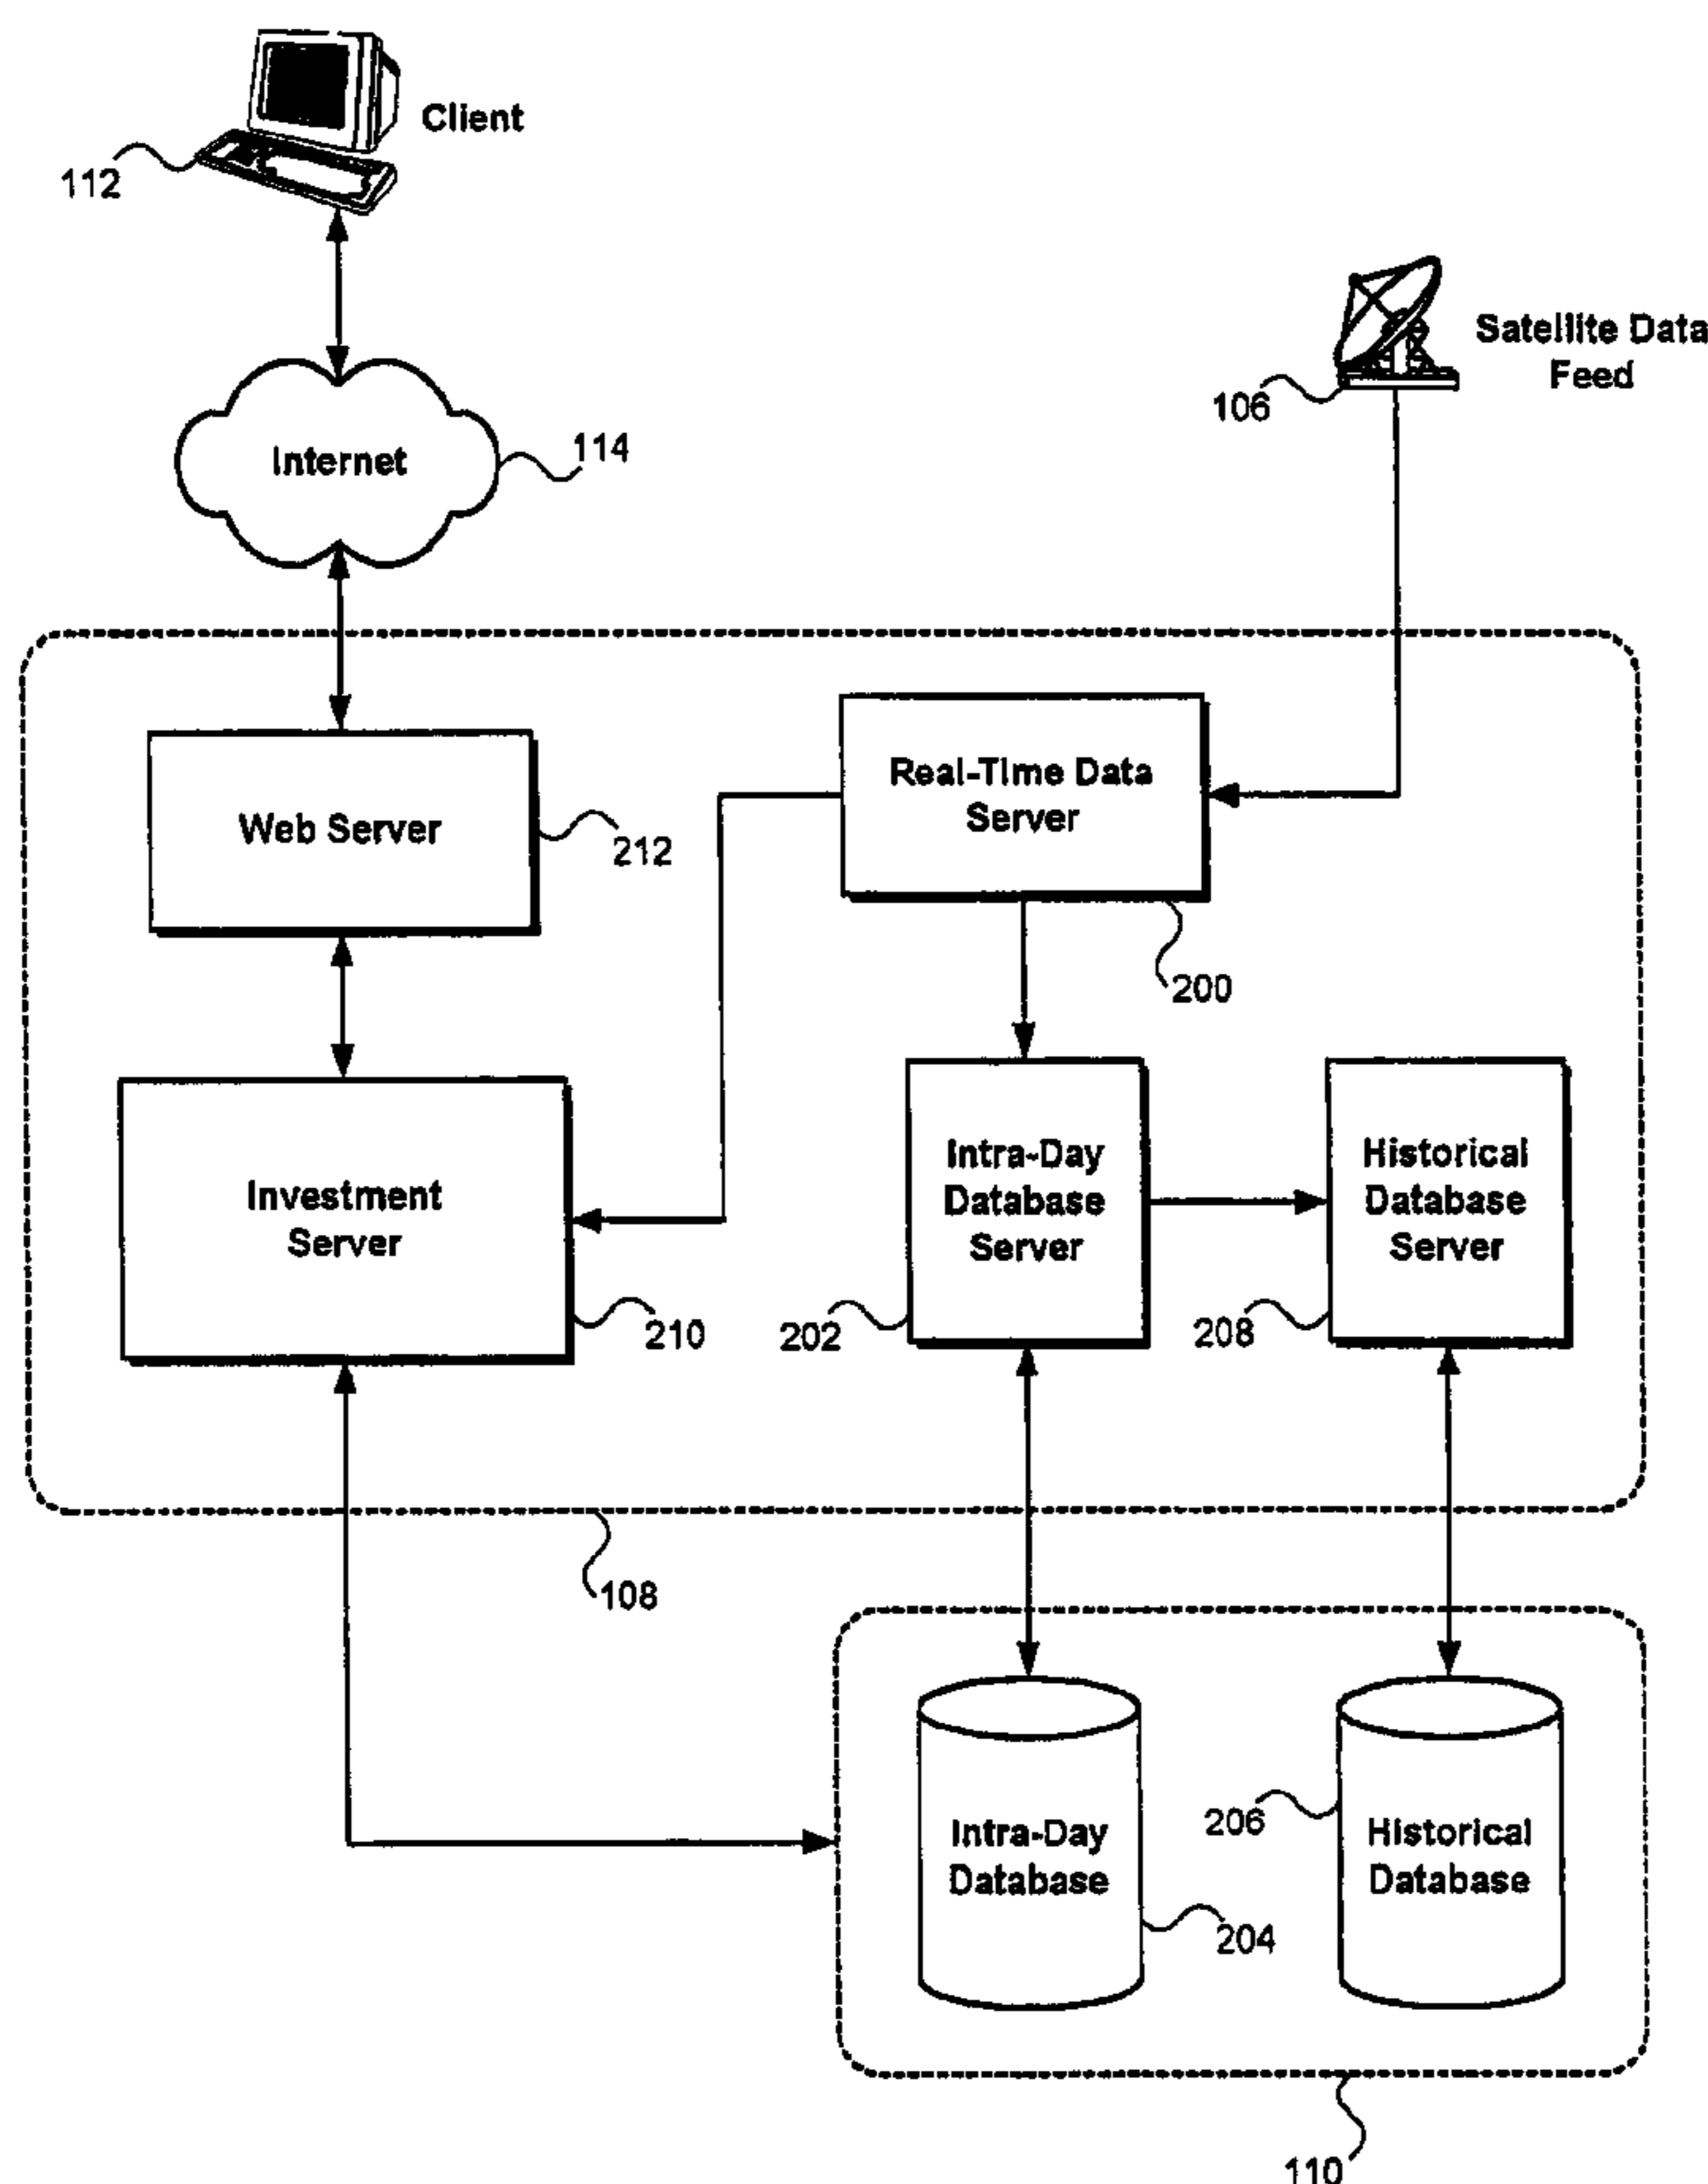 Client
112
Satellite Data
Feed
106
Internet
114
Real-Time Data
Server
Web Server
212
200
Intra-Day
Database
Server
Historical
Database
Server
Investment
Server
210
202
208
108
Intra-Day
Database
206
Historical
Database
204
110